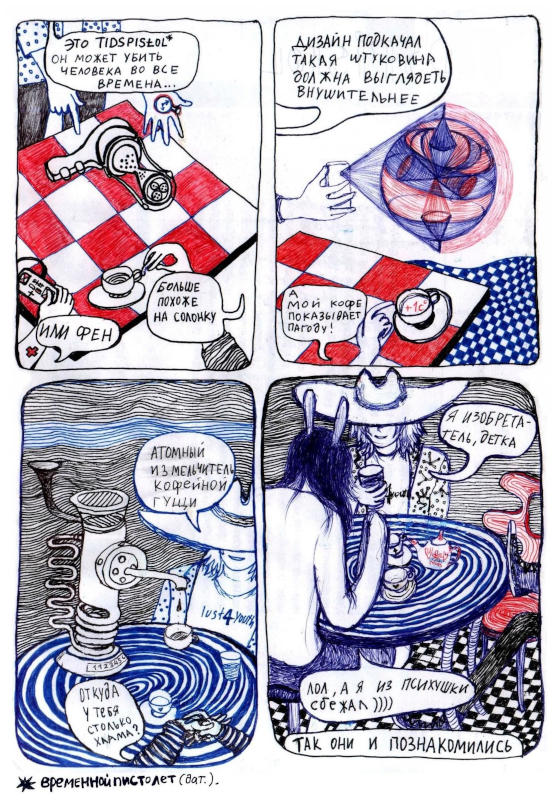 ЭТО TIDSPISŁOL*
ОН МОЖЕТ УБИТЬ
ЧЕЛОВЕКА ВО ВСЕ
ВРЕМЕНА...
БОЛЬШЕ
ПОХОЖЕ
НА СОЛОНКУ
ИЛИ ФЕН
ДИЗАЙН ПОДКАЧАЛ
ТАКАЯ ШТУКОВИНА
ДОЛЖНА ВЫГЛЯДЕТЬ
ВНУШИТЕЛЬНЕЕ
А
МОЙ КОФЕ
ПОКАЗЫВАЕТ
ПАГОДУ!
+1c°
АТОМНЫЙ
ИЗМЕЛЬЧИТЕЛЬ
КОФЕЙНОЙ
ГУЩИ
lust4youth
ОТКУДА
У ТЕБЯ
СТОЛЬКО
ХЛАМА?
Я ИЗОБРЕТА-
ТЕЛЬ, ДЕТКА
ЛОЛ, А Я ИЗ ПСИХУШКИ
СБЕЖАЛ))))
ТАК ОНИ И ПОЗНАКОМИЛИСЬ
* ВРЕМЕННОЙ ПИСТОЛЕТ (Дат.).